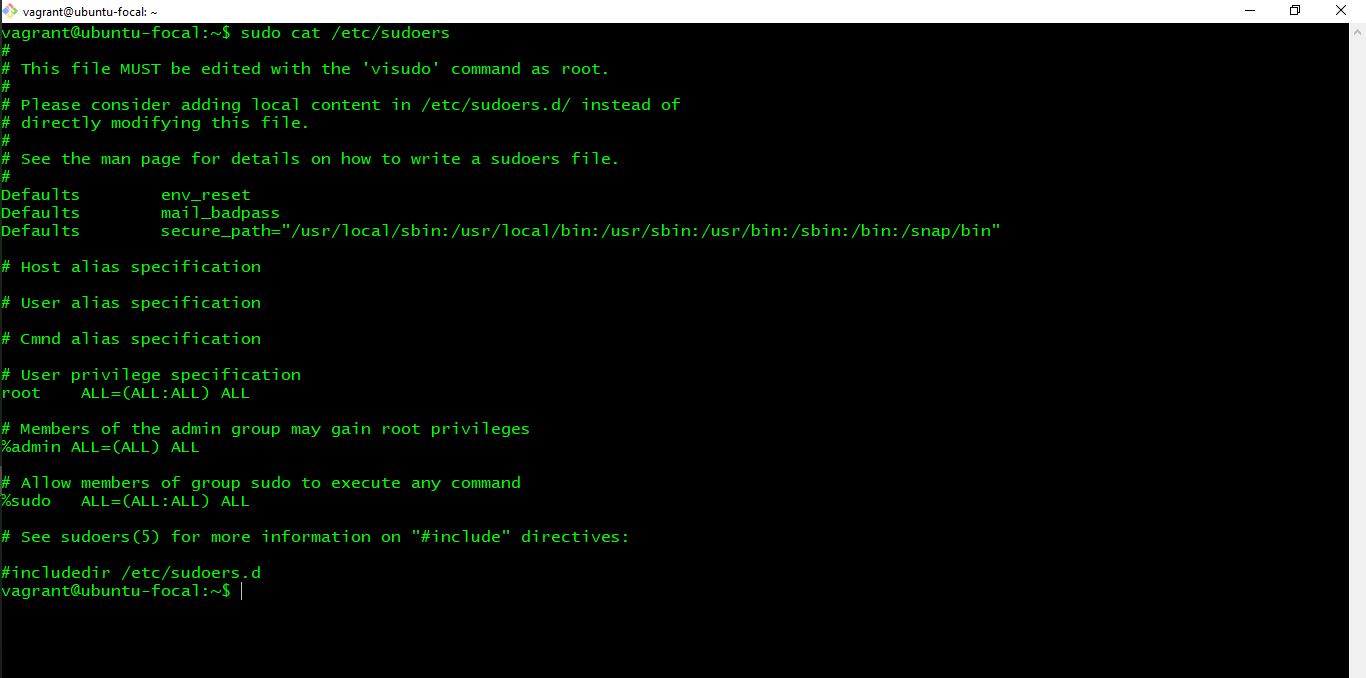 vagrant@ubuntu-focal: ~
vagrant@ubuntu-focal:~$ sudo cat /etc/sudoers
#
# This file MUST be edited with the 'visudo' command as root.
#
# Please consider adding local content in /etc/sudoers.d/ instead of
# directly modifying this file.
#
# See the man page for details on how to write a sudoers file.
#
Defaults        env_reset
Defaults        mail_badpass
Defaults        secure_path="/usr/local/sbin:/usr/local/bin:/usr/sbin:/usr/bin:/sbin:/bin:/snap/bin"
# Host alias specification
# User alias specification
# Cmnd alias specification
# User privilege specification
root    ALL=(ALL:ALL) ALL
# Members of the admin group may gain root privileges
%admin ALL=(ALL) ALL
# Allow members of group sudo to execute any command
%sudo   ALL=(ALL:ALL) ALL
# See sudoers(5) for more information on "#include" directives:
#includedir /etc/sudoers.d
vagrant@ubuntu-focal:~$